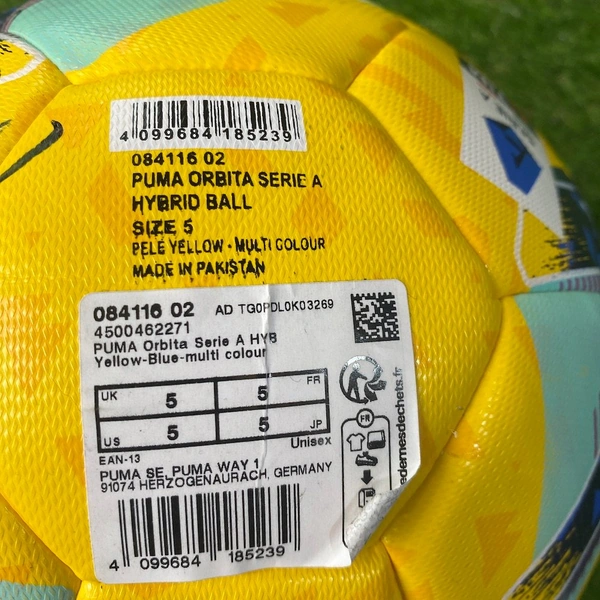 4 099684 185239
084116 02
PUMA ORBITA SERIE A
HYBRID BALL
SIZE 5
PELE YELLOW - MULTI COLOUR
MADE IN PAKISTAN
084116 02 AD TG0PDL0K03269
4500462271
PUMA Orbita Serie A HYB
Yellow-Blue-multi colour
UK 5 5 FR
US 5 5 JP
Unisex
EAN-13
PUMA SE, PUMA WAY 1
91074 HERZOGENAURACH, GERMANY
4 099684 185239
FR
edernesdechets.fr